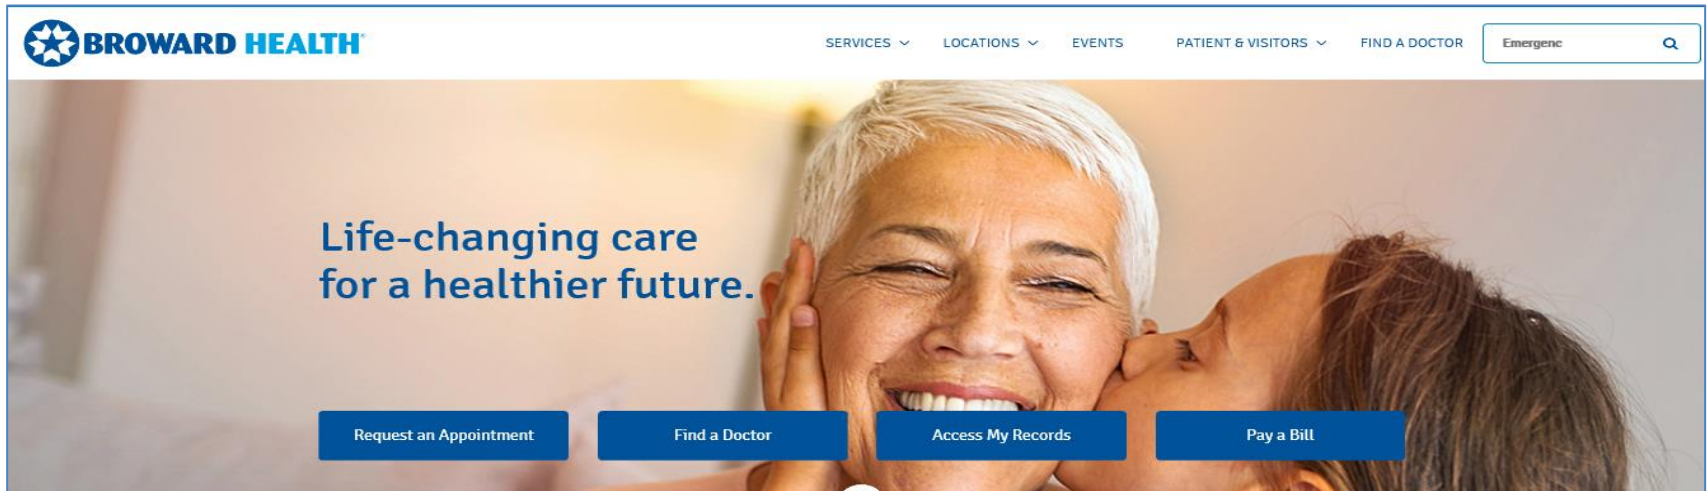 BROWARD HEALTH
SERVICES
LOCATIONS
EVENTS
PATIENT & VISITORS
FIND A DOCTOR
Emergenc
Life-changing care
for a healthier future.
Request an Appointment
Find a Doctor
Access My Records
Pay a Bill